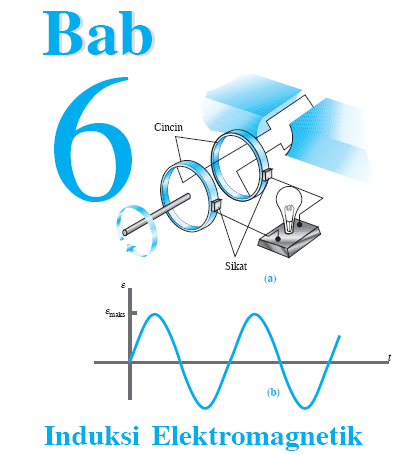 Bab
6
Cincin
Sikat
(a)
ε
εmaks
t
(b)
Induksi Elektromagnetik